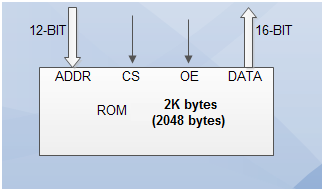 12-BIT 16-BIT
ADDR CS OE DATA
ROM 2K bytes
(2048 bytes)